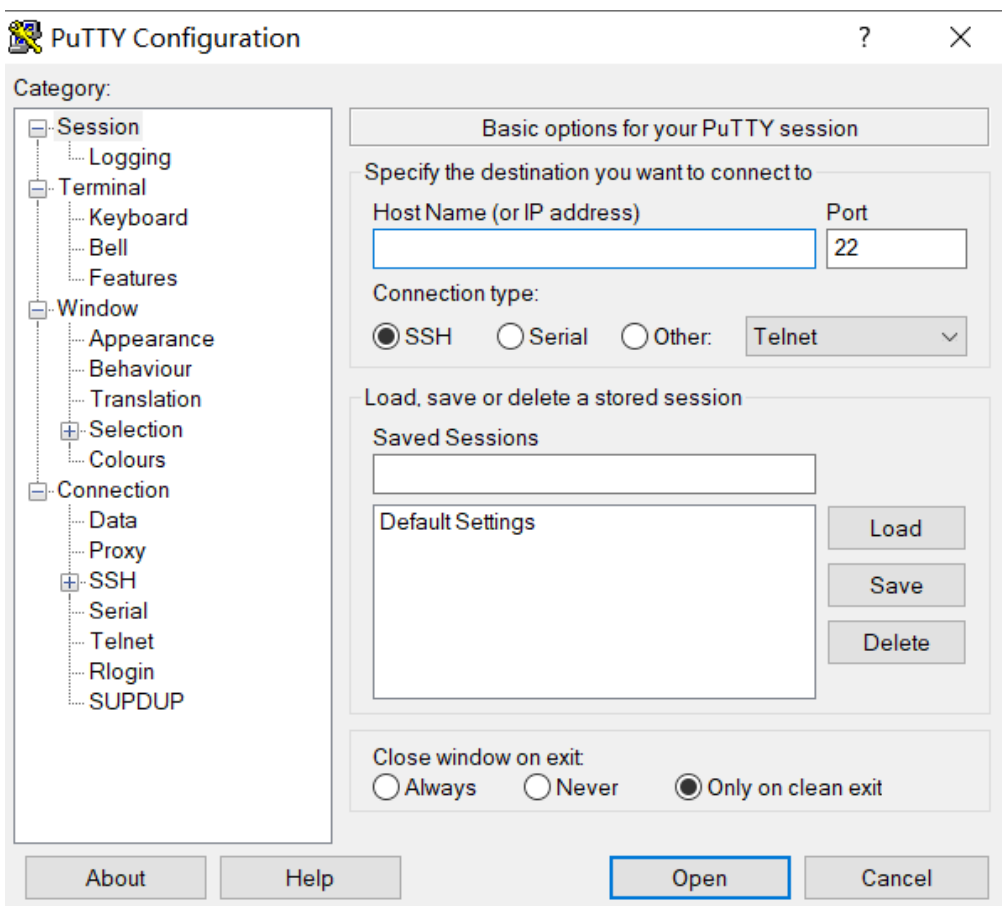 PuTTY Configuration
?
Category:
Session
Logging
Terminal
Keyboard
Bell
Features
Window
Appearance
Behaviour
Translation
Selection
Colours
Connection
Data
Proxy
SSH
Serial
Telnet
Rlogin
SUPDUP
Basic options for your PuTTY session
Specify the destination you want to connect to
Host Name (or IP address) Port
22
Connection type:
SSH Serial Other: Telnet
Load, save or delete a stored session
Saved Sessions
Default Settings
Load
Save
Delete
Close window on exit:
Always Never Only on clean exit
About Help Open Cancel